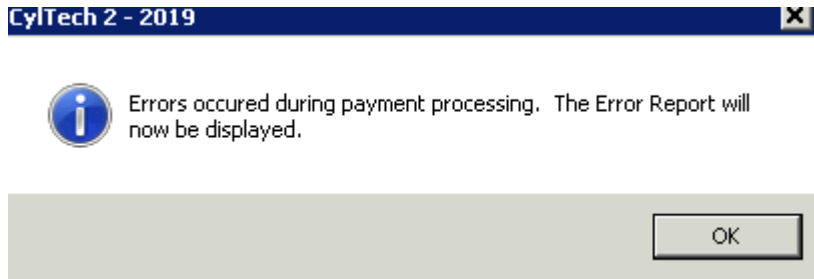 CylTech 2 - 2019
Errors occured during payment processing. The Error Report will
now be displayed.
OK